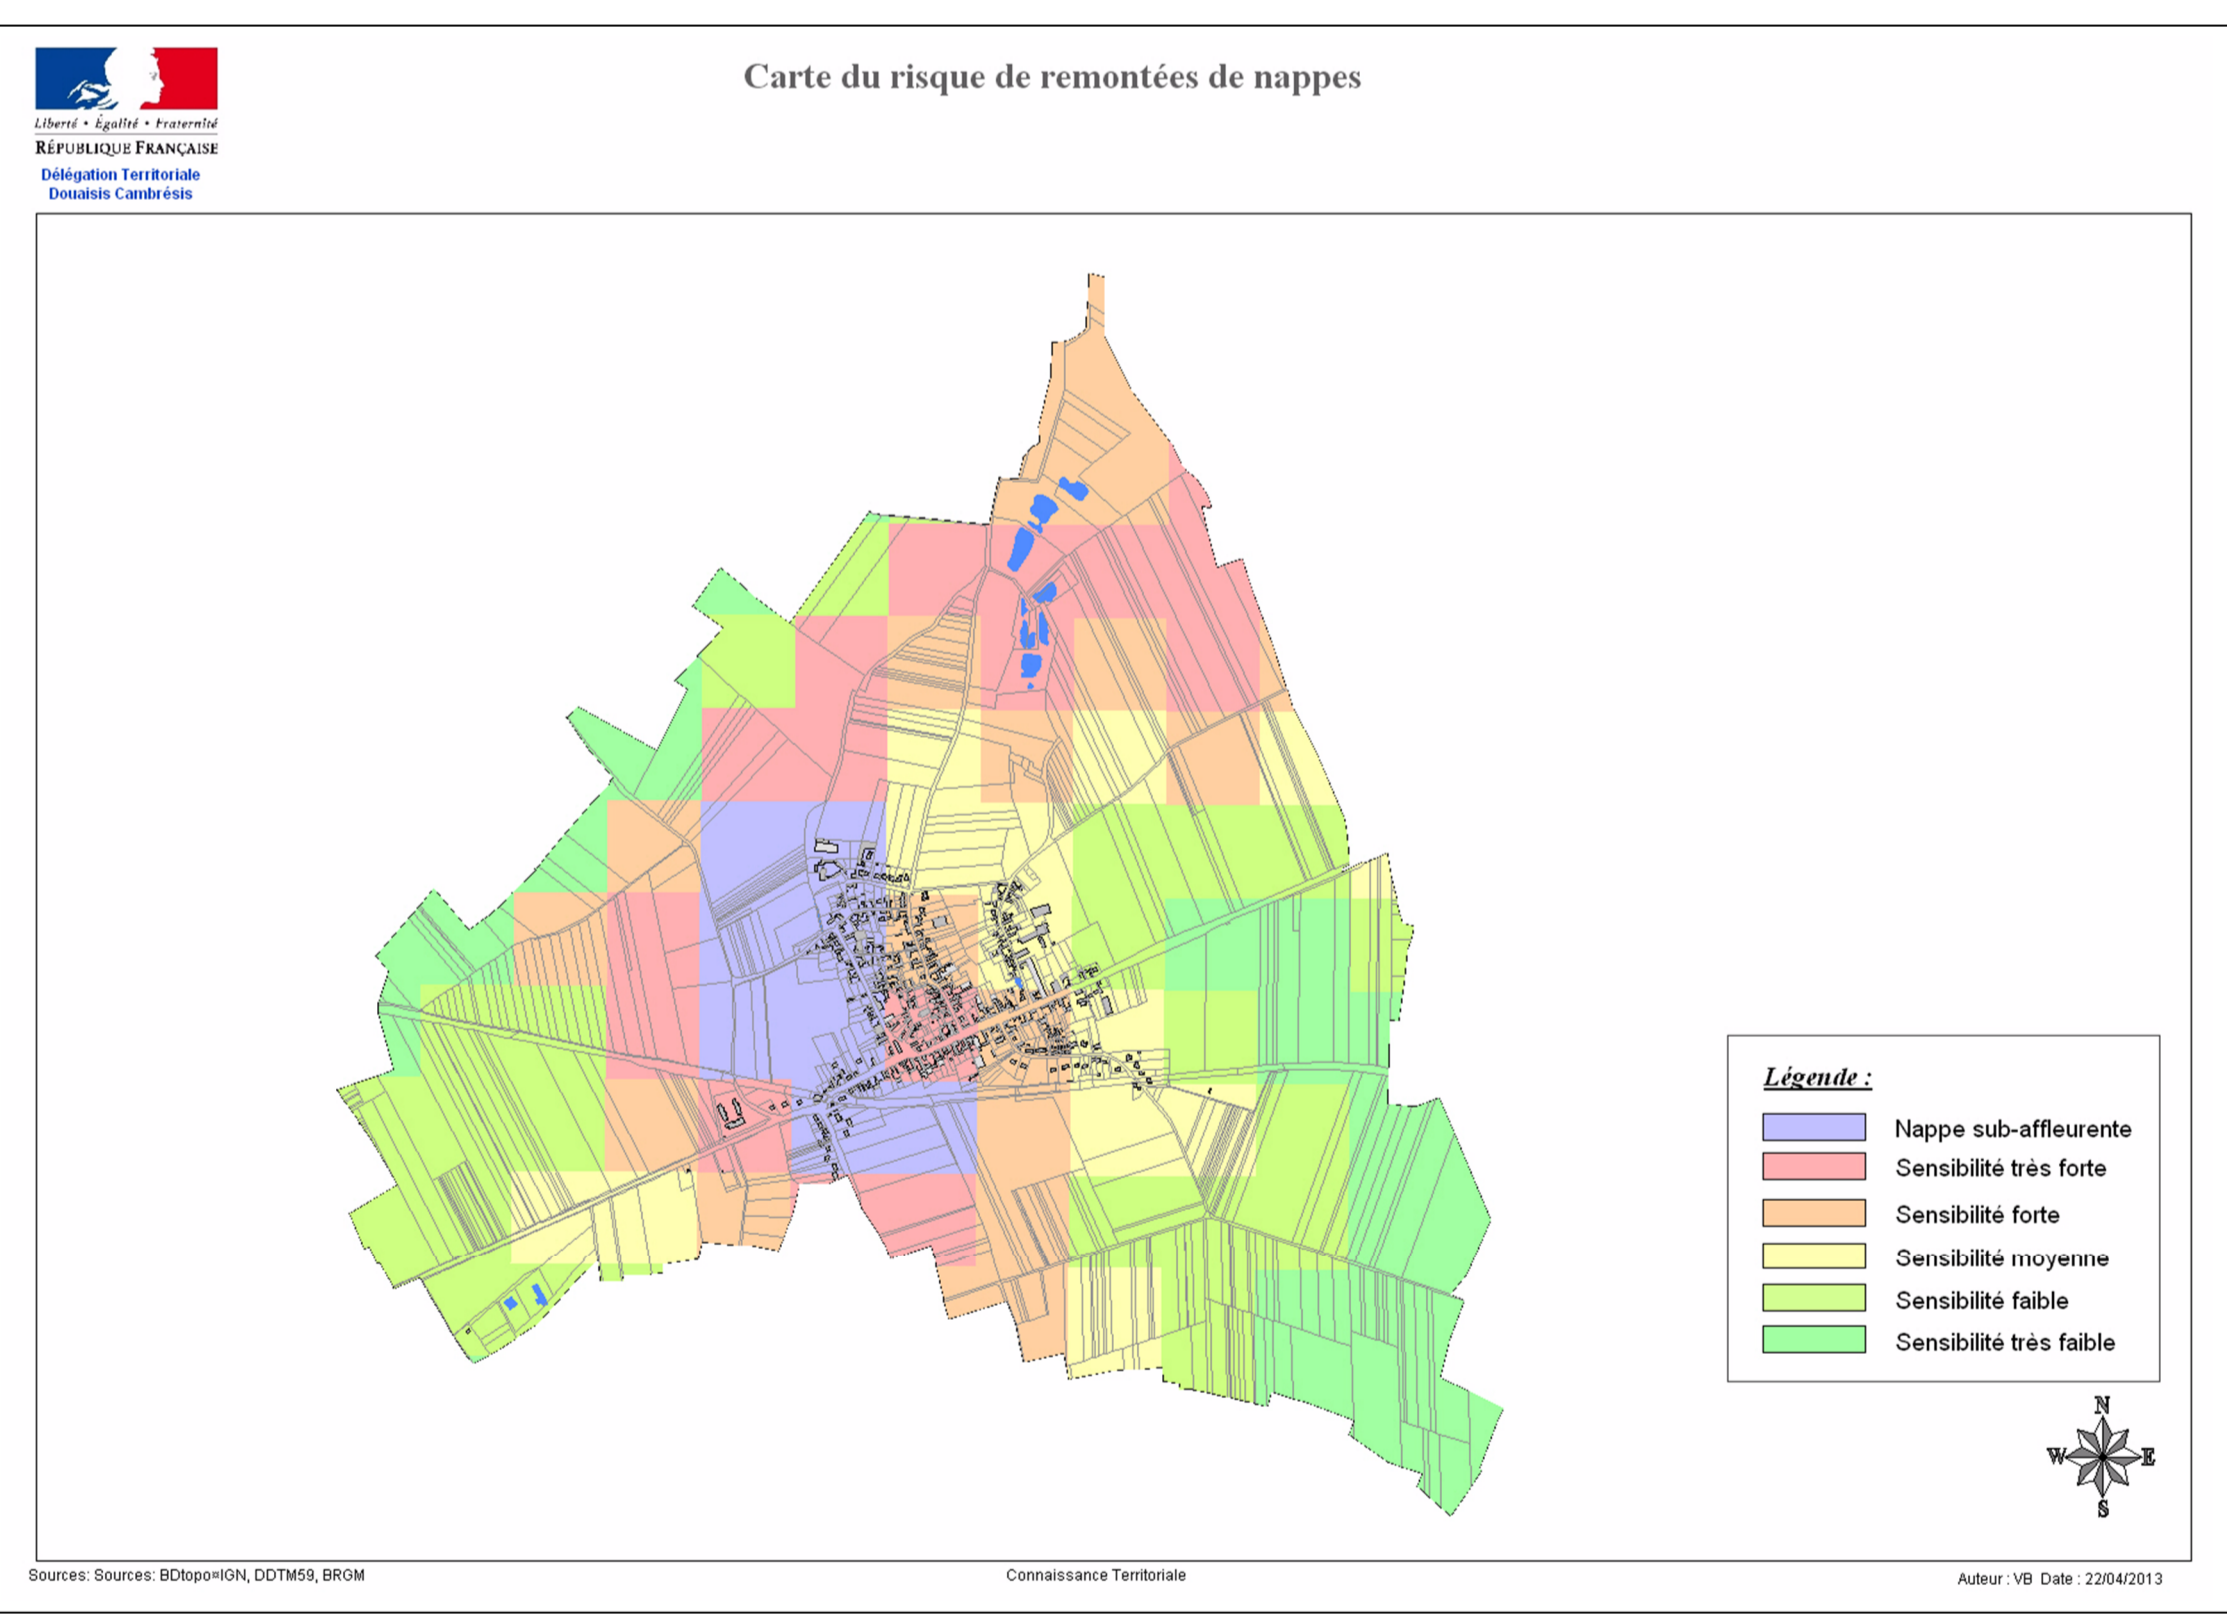 Carte du risque de remontées de nappes
Liberté • Égalité • Fraternité
RÉPUBLIQUE FRANÇAISE
Délégation Territoriale
Douaisis Cambrésis
Légende :
Nappe sub-affleurente
Sensibilité très forte
Sensibilité forte
Sensibilité moyenne
Sensibilité faible
Sensibilité très faible
N
W
E
S
Sources: Sources: BDtopo¤IGN, DDTM59, BRGM
Connaissance Territoriale
Auteur : VB Date : 22/04/2013